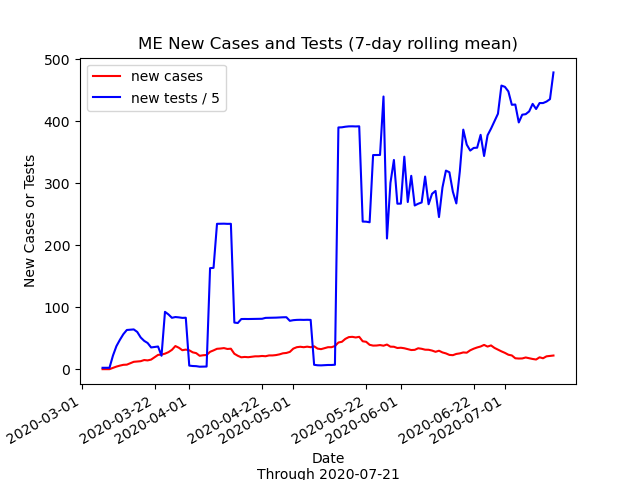 ME New Cases and Tests (7-day rolling mean)
new cases
new tests / 5
New Cases or Tests
500
400
300
200
100
0
2020-03-01
2020-03-22
2020-04-01
2020-04-22
2020-05-01
2020-05-22
2020-06-01
2020-06-22
2020-07-01
Date
Through 2020-07-21